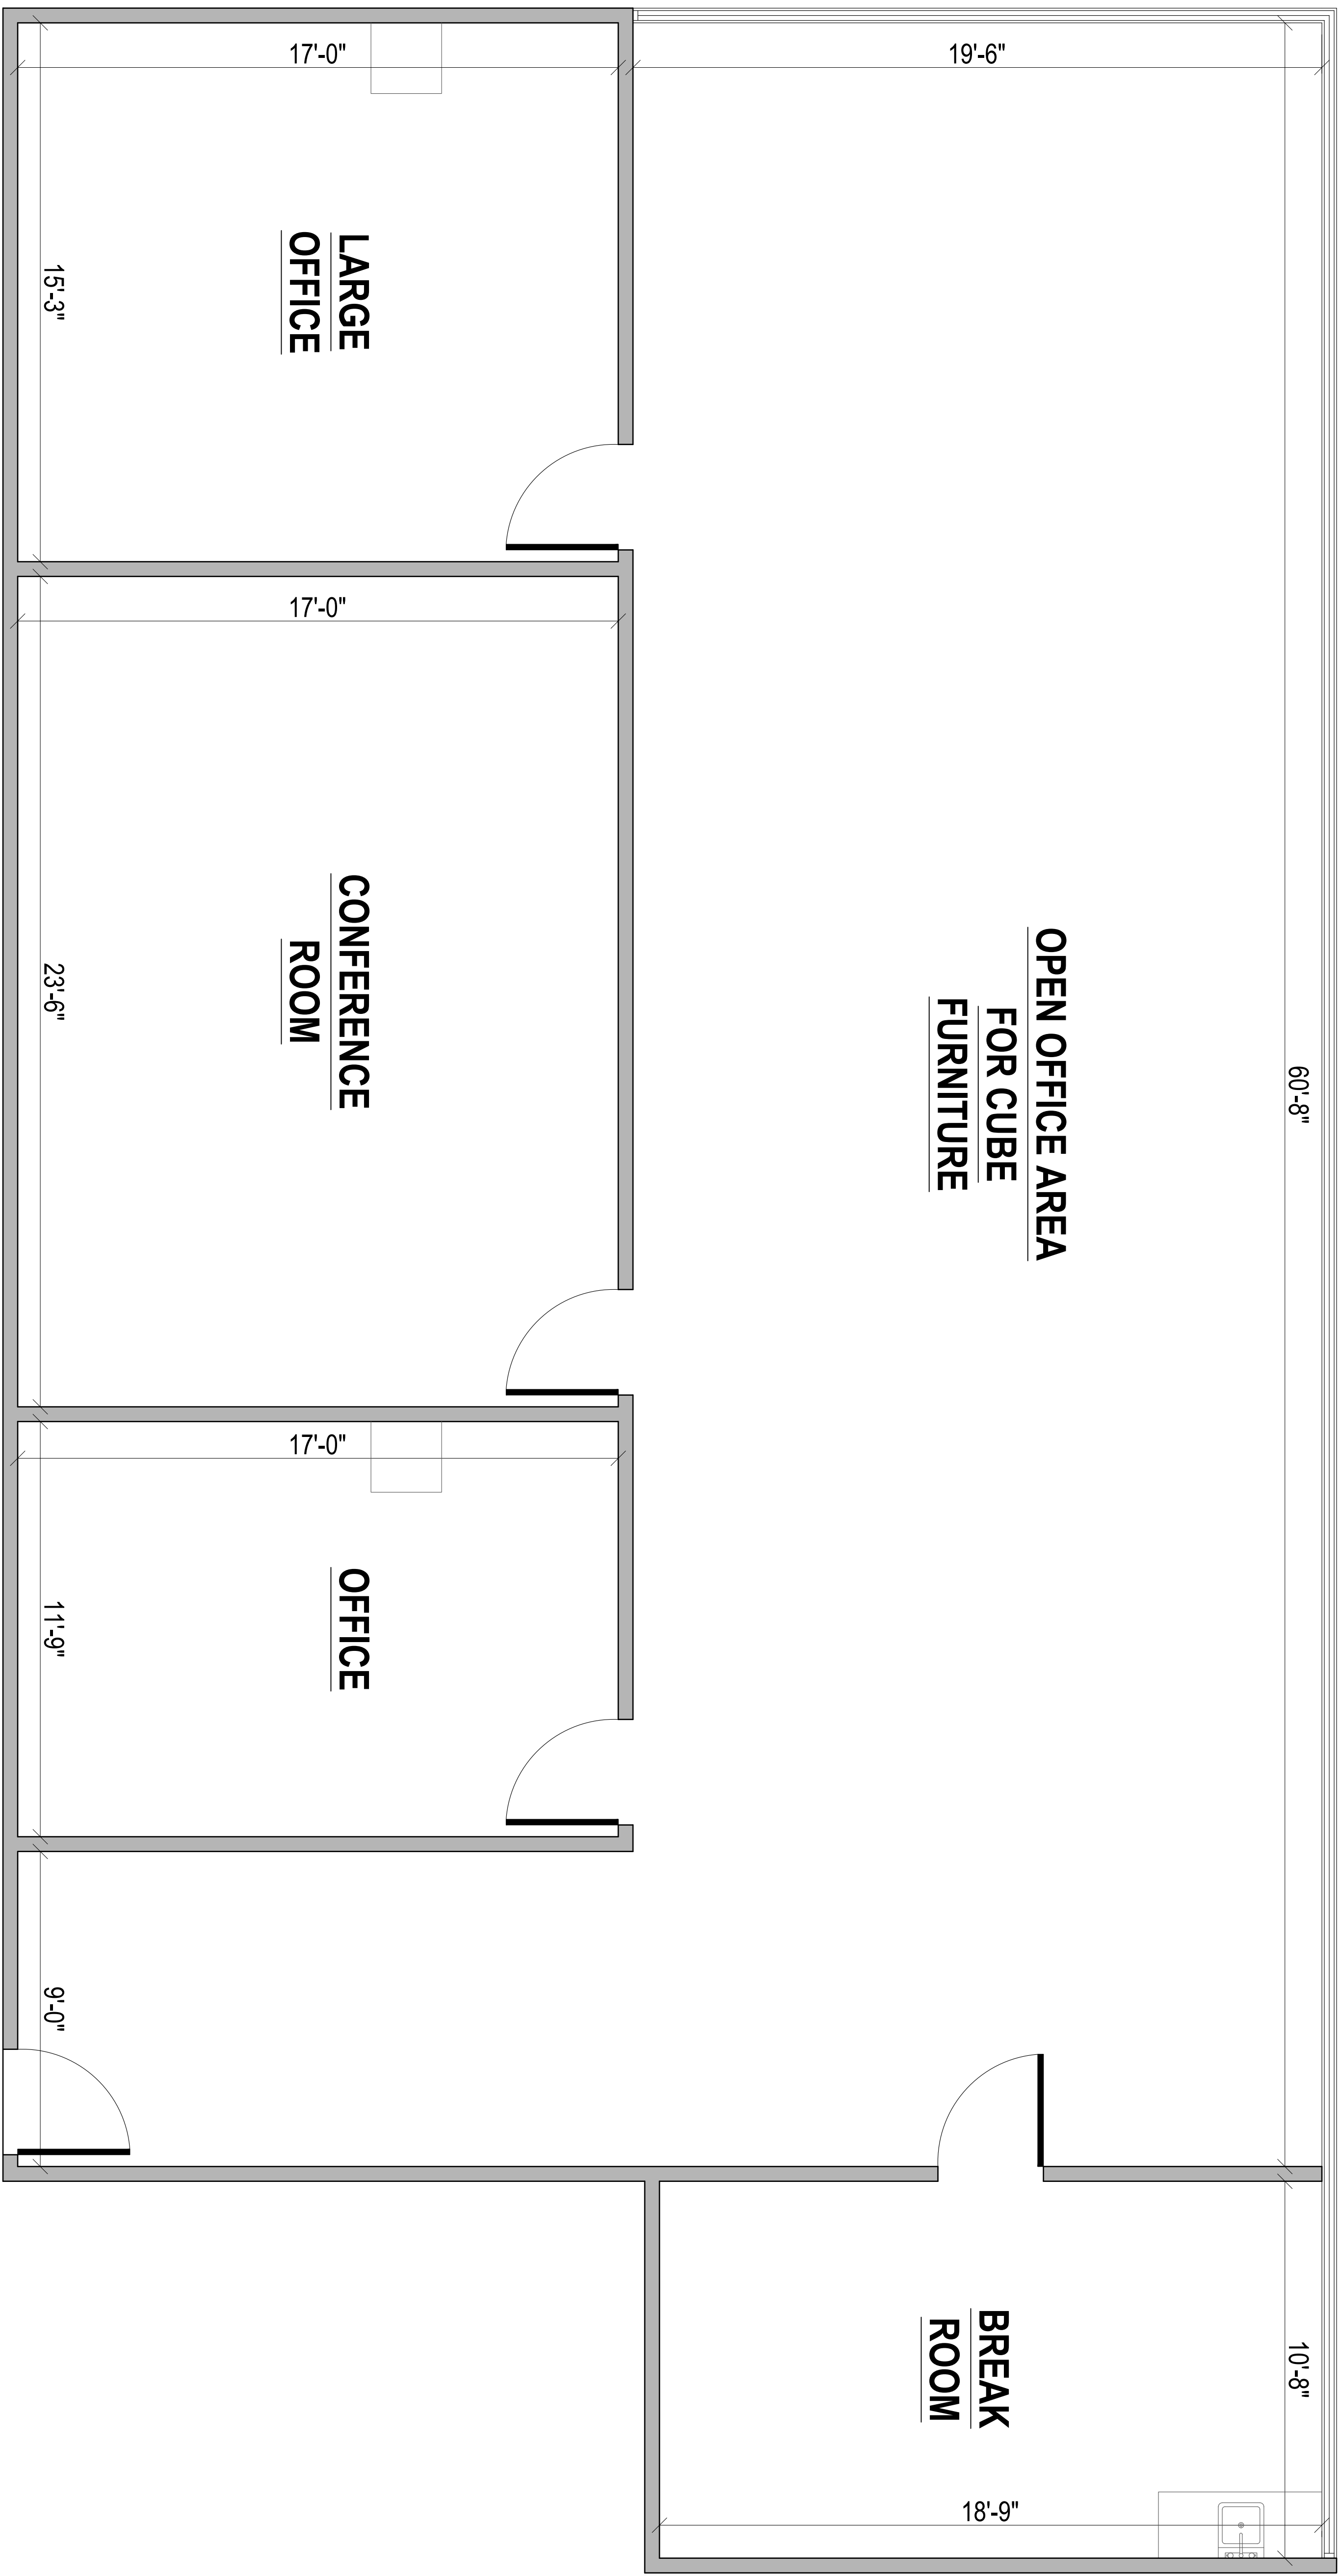 17'-0"
19'-6"
LARGE
OFFICE
15'-3"
17'-0"
CONFERENCE
ROOM
23'-6"
OPEN OFFICE AREA
FOR CUBE
FURNITURE
60'-8"
17'-0"
OFFICE
11'-9"
9'-0"
BREAK
ROOM
10'-8"
18'-9"